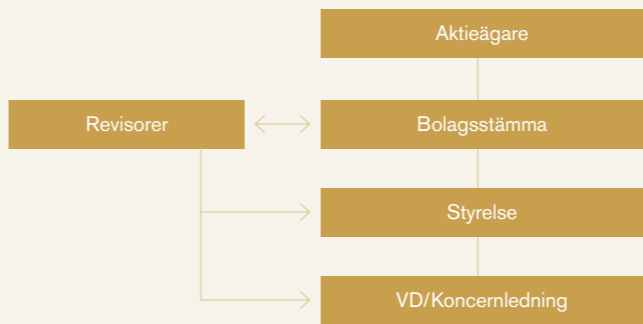 Aktieägare
Revisorer
Bolagsstämma
Styrelse
VD/Koncernledning